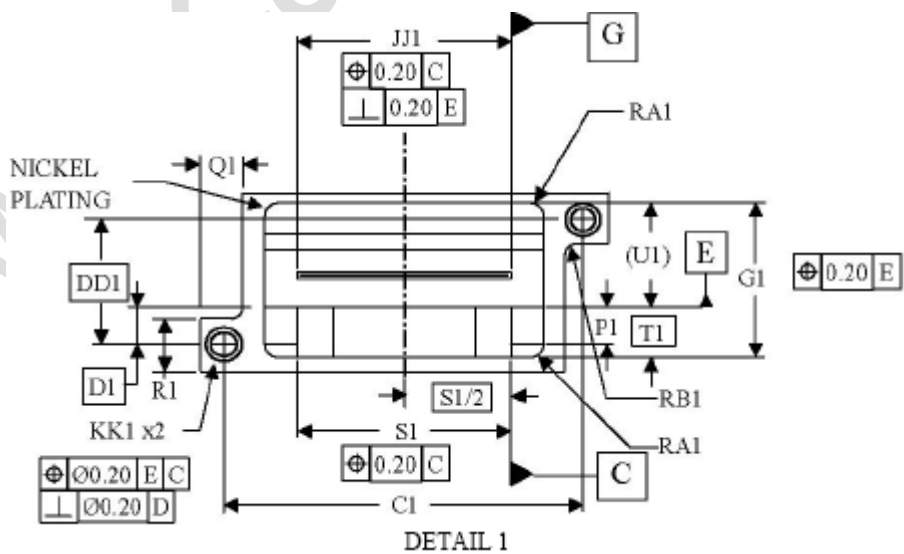 JJ1
G
⌖ 0.20 C
⊥ 0.20 E
RA1
Q1
NICKEL
PLATING
(U1)
E
G1
⌖ 0.20 E
DD1
P1
T1
D1
R1
S1/2
RB1
KK1 x2
S1
RA1
⌖ 0.20 C
C
⌖ Ø0.20 E C
⊥ Ø0.20 D
C1
DETAIL 1